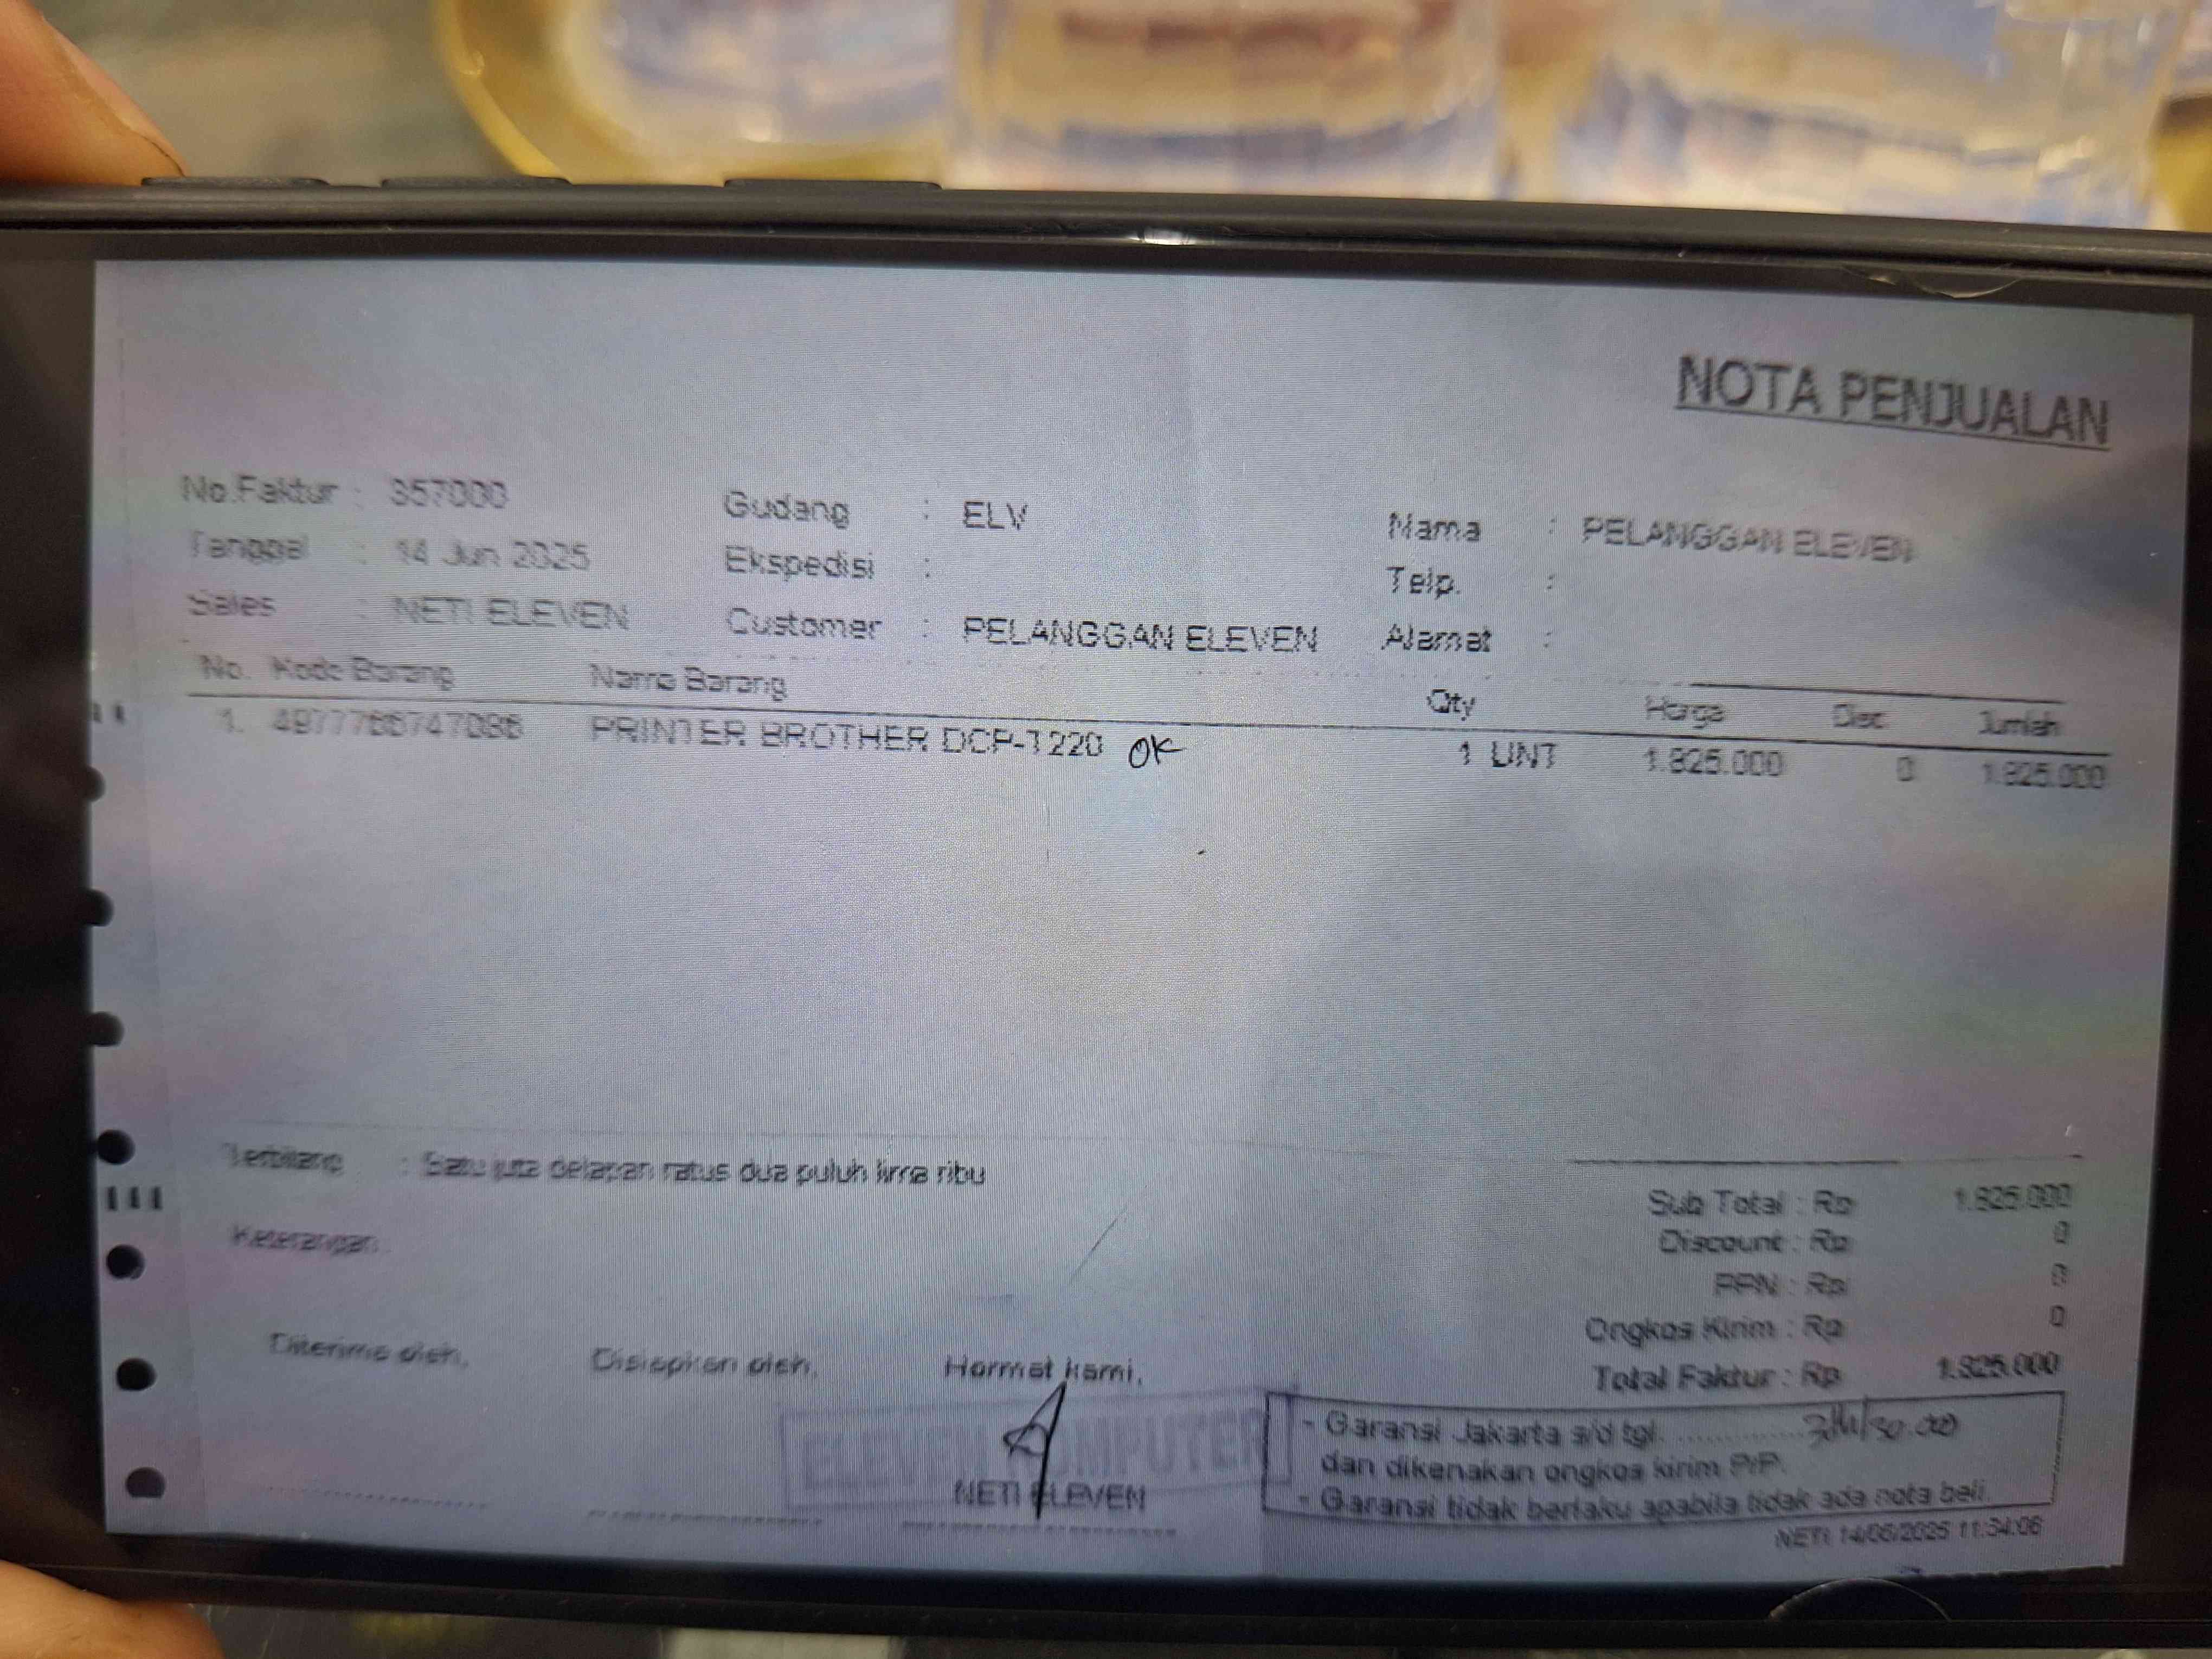 NOTA PENJUALAN
No.Faktur : 357000
Gudang : ELV
Nama : PELANGGAN ELEVEN
Tanggal : 14 Jun 2025
Ekspedisi :
Telp. :
Sales : NETI ELEVEN
Customer : PELANGGAN ELEVEN
Alamat :
No. Kode Barang Nama Barang Qty Harga Disc Jumlah
1. 4977766747086 PRINTER BROTHER DCP-T220 OK 1 UNT 1.825.000 0 1.825.000
Terbilang : Satu juta delapan ratus dua puluh lima ribu
Keterangan
Sub Total : Rp 1.825.000
Discount : Rp 0
PPN : Rp 0
Ongkos Kirim : Rp 0
Total Faktur : Rp 1.825.000
Diterima oleh, Disiapkan oleh, Hormat kami,
ELEVEN COMPUTER
NETI ELEVEN
- Garansi Jakarta s/d tgl. ............
dan dikenakan ongkos kirim P/P.
- Garansi tidak berlaku apabila tidak ada nota beli.
NETI 14/06/2025 11:34:06